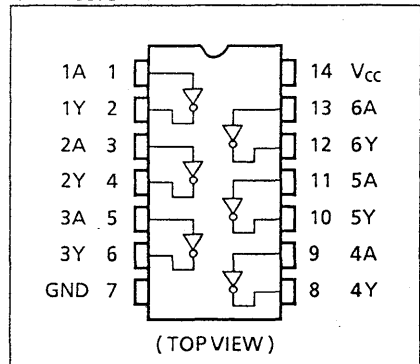 1A 1 14 VCC
1Y 2 13 6A
2A 3 12 6Y
2Y 4 11 5A
3A 5 10 5Y
3Y 6 9 4A
GND 7 8 4Y
(TOP VIEW)